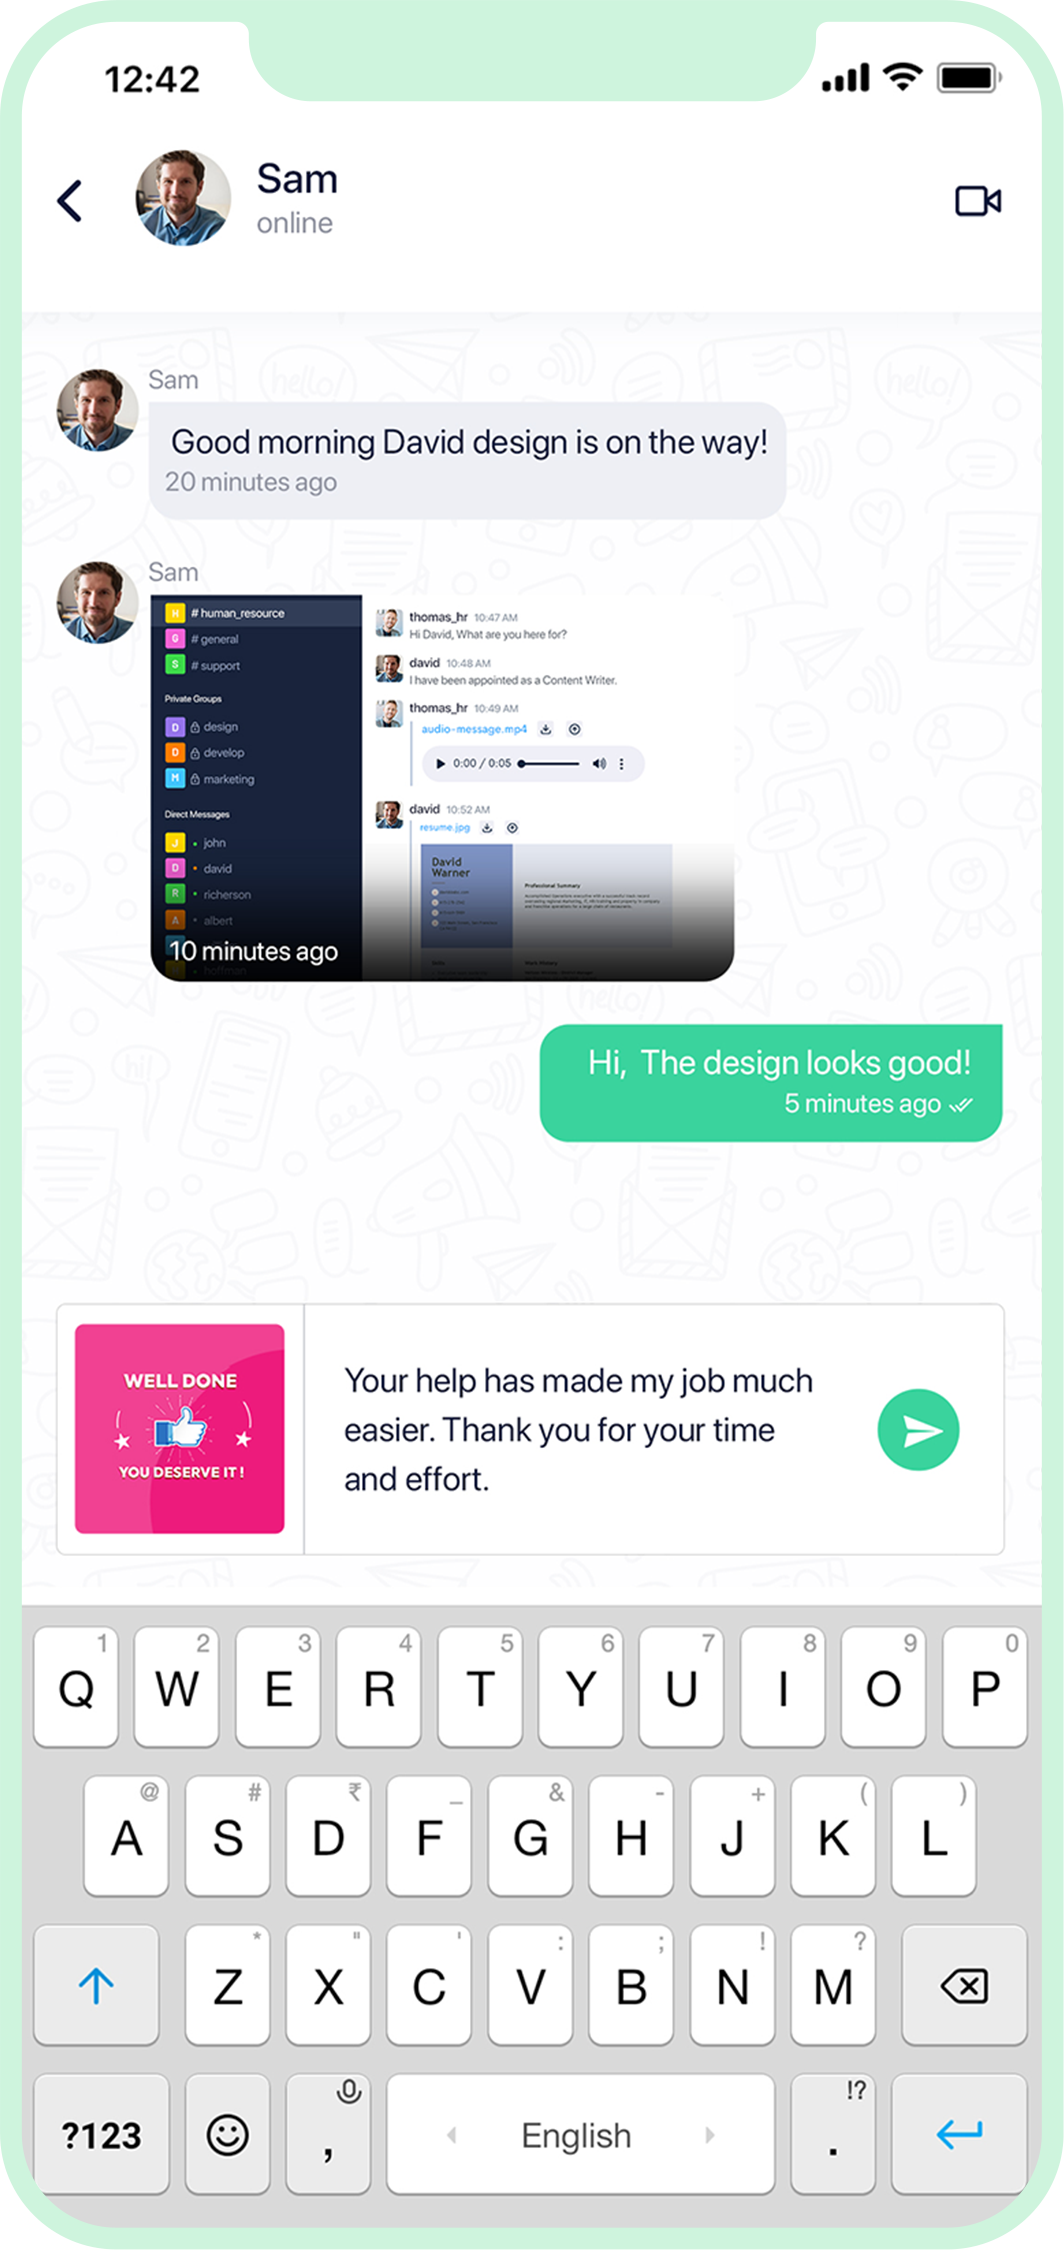 12:42
Sam
online
Sam
Good morning David design is on the way!
20 minutes ago
Sam
H # human_resource
G # general
S # support
Private Groups
D design
D develop
M marketing
Direct Messages
J john
D david
R richerson
A albert
hoffman
thomas_hr 10:47 AM
Hi David, What are you here for?
david 10:48 AM
I have been appointed as a Content Writer.
thomas_hr 10:49 AM
audio-message.mp4
0:00 / 0:05
david 10:52 AM
resume.jpg
David
Warner
Professional Summary
10 minutes ago
Hi,  The design looks good!
5 minutes ago
WELL DONE
YOU DESERVE IT !
Your help has made my job much
easier. Thank you for your time
and effort.
1 2 3 4 5 6 7 8 9 0
Q W E R T Y U I O P
@ # ₹ _ & - + ( )
A S D F G H J K L
* " ' : ; ! ?
Z X C V B N M
!?
?123 , English .
hello!
hello!
hello!
hi!